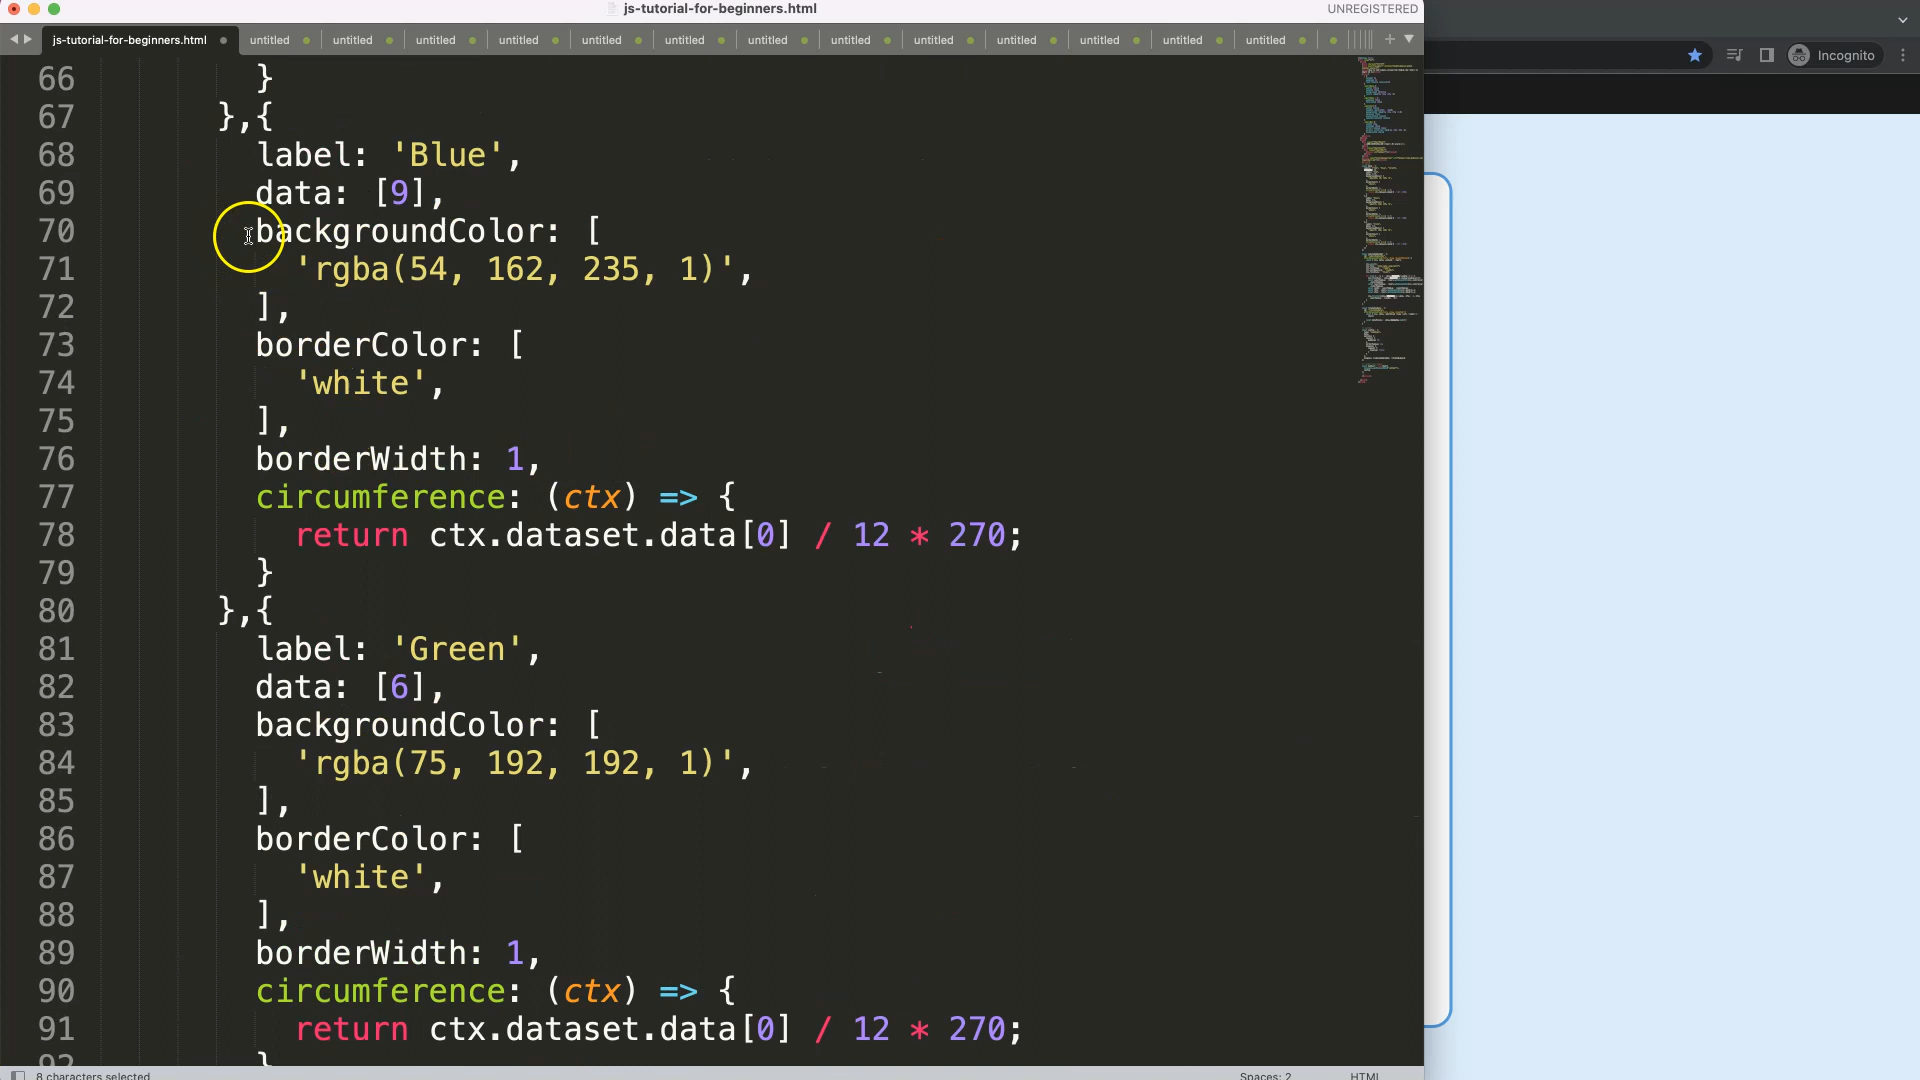 js-tutorial-for-beginners.html
UNREGISTERED
js-tutorial-for-beginners.html untitled untitled untitled untitled untitled untitled untitled untitled untitled untitled untitled untitled untitled
Incognito
66 }
67 },{
68 label: 'Blue',
69 data: [9],
70 backgroundColor: [
71 'rgba(54, 162, 235, 1)',
72 ],
73 borderColor: [
74 'white',
75 ],
76 borderWidth: 1,
77 circumference: (ctx) => {
78 return ctx.dataset.data[0] / 12 * 270;
79 }
80 },{
81 label: 'Green',
82 data: [6],
83 backgroundColor: [
84 'rgba(75, 192, 192, 1)',
85 ],
86 borderColor: [
87 'white',
88 ],
89 borderWidth: 1,
90 circumference: (ctx) => {
91 return ctx.dataset.data[0] / 12 * 270;
92 }
8 characters selected
Spaces: 2 HTML